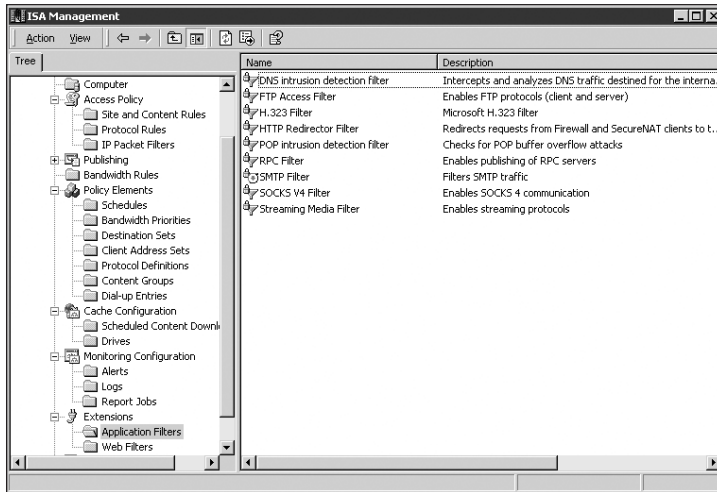 ISA Management
Action View
Tree
Computer
Access Policy
Site and Content Rules
Protocol Rules
IP Packet Filters
Publishing
Bandwidth Rules
Policy Elements
Schedules
Bandwidth Priorities
Destination Sets
Client Address Sets
Protocol Definitions
Content Groups
Dial-up Entries
Cache Configuration
Scheduled Content Downl
Drives
Monitoring Configuration
Alerts
Logs
Report Jobs
Extensions
Application Filters
Web Filters
Name Description
DNS intrusion detection filter Intercepts and analyzes DNS traffic destined for the interna...
FTP Access Filter Enables FTP protocols (client and server)
H.323 Filter Microsoft H.323 filter
HTTP Redirector Filter Redirects requests from Firewall and SecureNAT clients to t...
POP intrusion detection filter Checks for POP buffer overflow attacks
RPC Filter Enables publishing of RPC servers
SMTP Filter Filters SMTP traffic
SOCKS V4 Filter Enables SOCKS 4 communication
Streaming Media Filter Enables streaming protocols